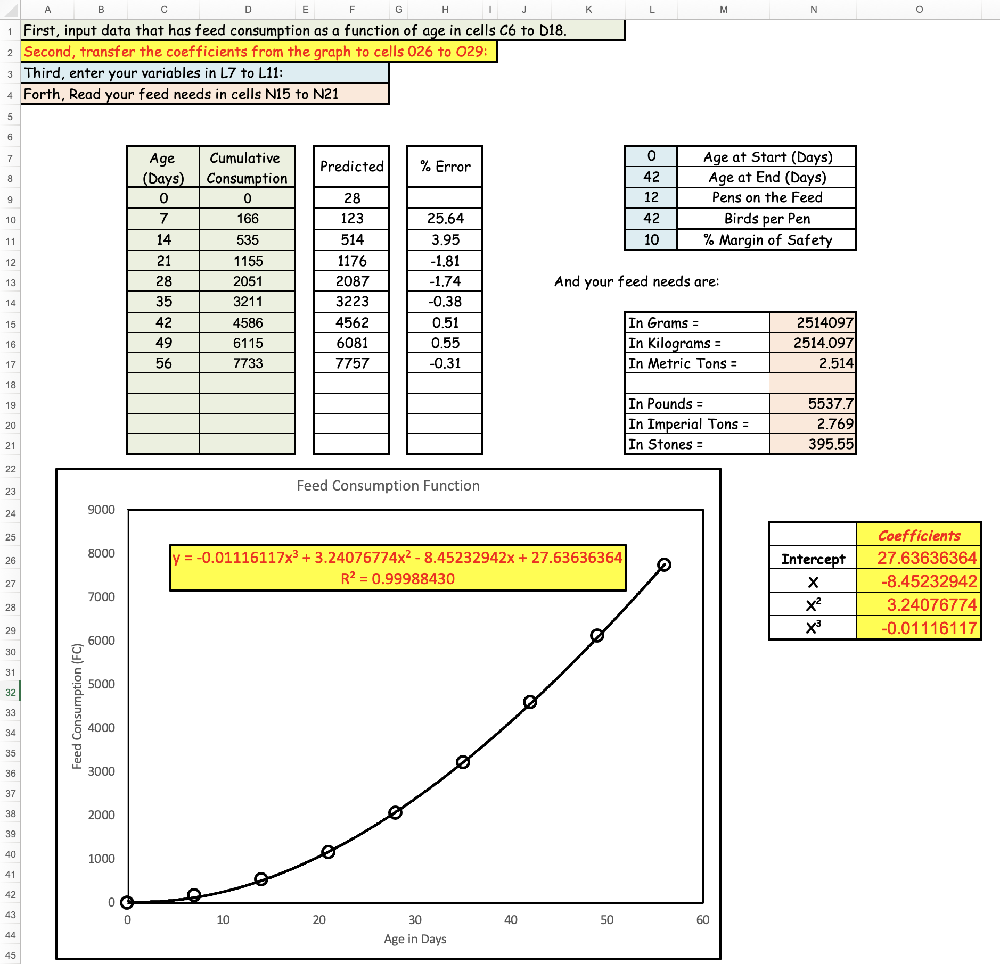 A B C D E F G H I J K L M N O
1 First, input data that has feed consumption as a function of age in cells C6 to D18.
2 Second, transfer the coefficients from the graph to cells 026 to O29:
3 Third, enter your variables in L7 to L11:
4 Forth, Read your feed needs in cells N15 to N21
5
6
7 Age Cumulative Predicted % Error 0 Age at Start (Days)
8 (Days) Consumption 42 Age at End (Days)
9 0 0 28 12 Pens on the Feed
10 7 166 123 25.64 42 Birds per Pen
11 14 535 514 3.95 10 % Margin of Safety
12 21 1155 1176 -1.81
13 28 2051 2087 -1.74 And your feed needs are:
14 35 3211 3223 -0.38
15 42 4586 4562 0.51 In Grams = 2514097
16 49 6115 6081 0.55 In Kilograms = 2514.097
17 56 7733 7757 -0.31 In Metric Tons = 2.514
18
19 In Pounds = 5537.7
20 In Imperial Tons = 2.769
21 In Stones = 395.55
22
23 Feed Consumption Function
24 9000
25 Coefficients
26 8000 y = -0.01116117x³ + 3.24076774x² - 8.45232942x + 27.63636364 Intercept 27.63636364
27 R² = 0.99988430 X -8.45232942
28 7000 X² 3.24076774
29 X³ -0.01116117
30 6000
31
32 5000
33
34 4000
35
36 3000
37
38 2000
39
40 1000
41
42 0
43
0 10 20 30 40 50 60
44 Age in Days
45
Feed Consumption (FC)